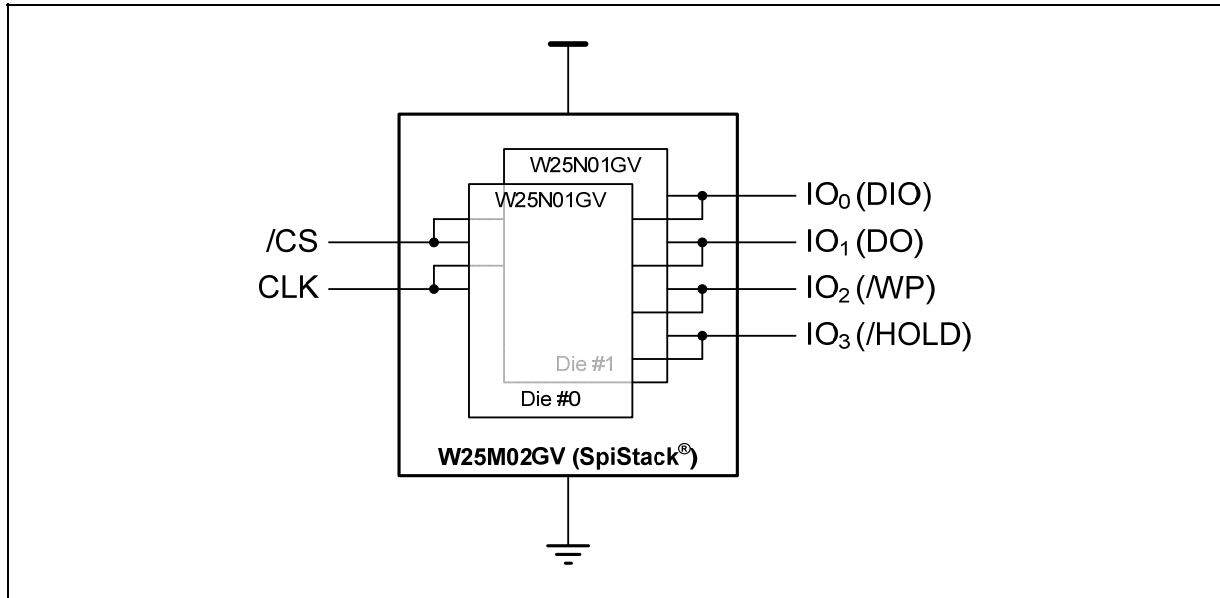 W25N01GV
W25N01GV
/CS
CLK
IO₀ (DIO)
IO₁ (DO)
IO₂ (/WP)
IO₃ (/HOLD)
Die #1
Die #0
W25M02GV (SpiStack®)